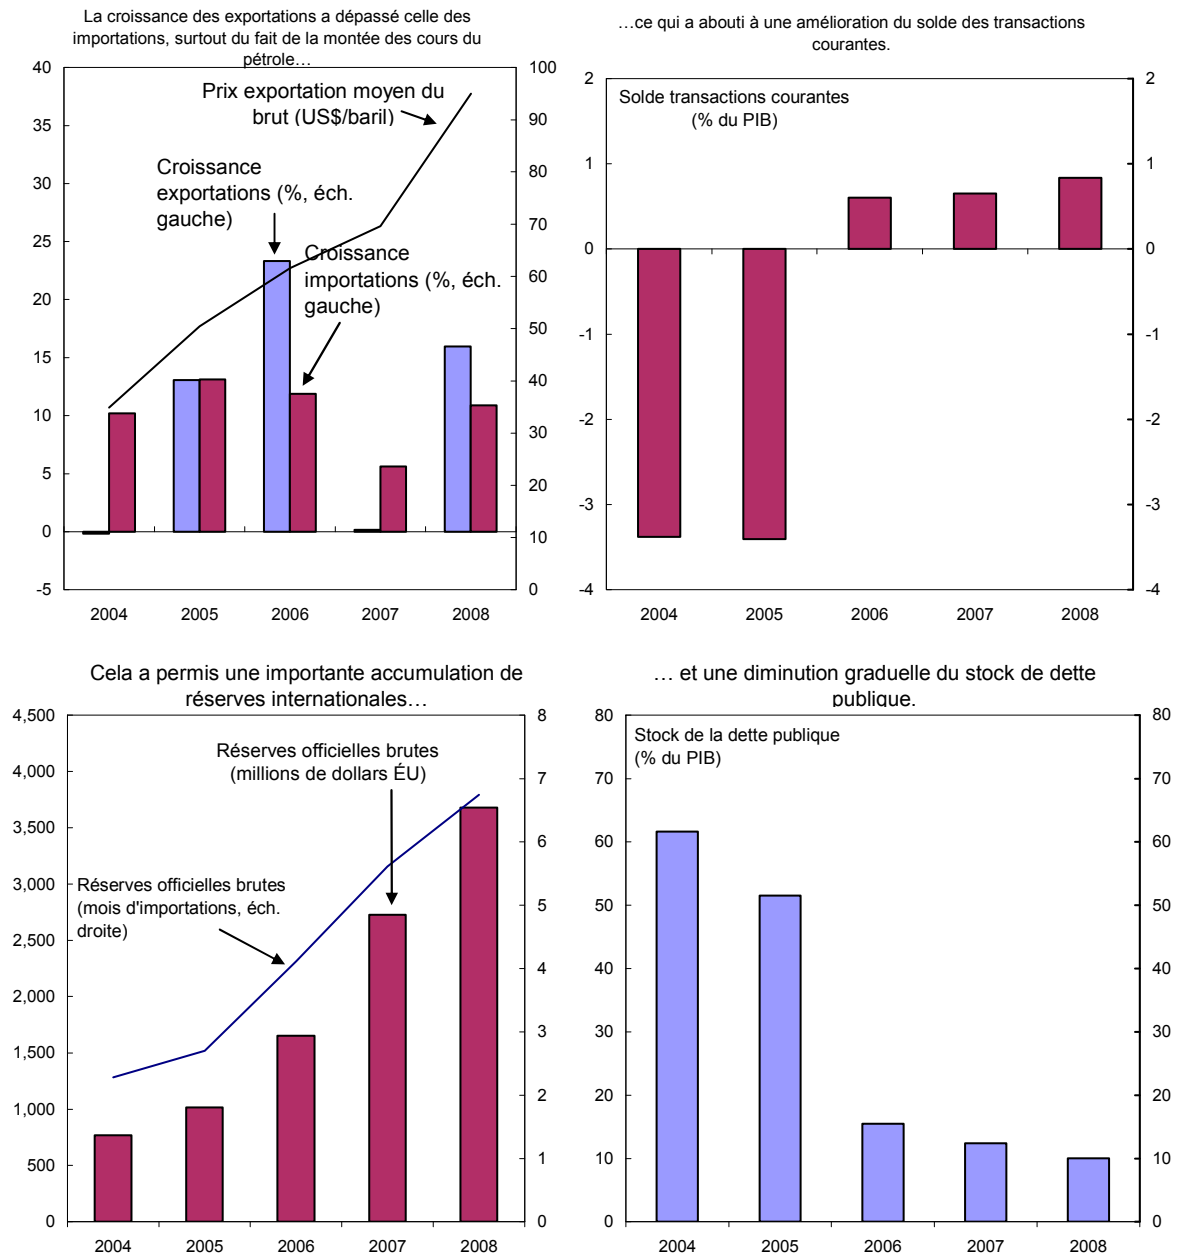 La croissance des exportations a dépassé celle des
importations, surtout du fait de la montée des cours du
pétrole…
40
35
30
25
20
15
10
5
0
-5
100
90
80
70
60
50
40
30
20
10
0
Prix exportation moyen du
brut (US$/baril)
Croissance
exportations (%, éch.
gauche)
Croissance
importations (%, éch.
gauche)
2004 2005 2006 2007 2008
…ce qui a abouti à une amélioration du solde des transactions
courantes.
2
1
0
-1
-2
-3
-4
2
1
0
-1
-2
-3
-4
Solde transactions courantes
(% du PIB)
2004 2005 2006 2007 2008
Cela a permis une importante accumulation de
réserves internationales…
4,500
4,000
3,500
3,000
2,500
2,000
1,500
1,000
500
0
8
7
6
5
4
3
2
1
0
Réserves officielles brutes
(millions de dollars ÉU)
Réserves officielles brutes
(mois d'importations, éch.
droite)
2004 2005 2006 2007 2008
… et une diminution graduelle du stock de dette
publique.
80
70
60
50
40
30
20
10
0
80
70
60
50
40
30
20
10
0
Stock de la dette publique
(% du PIB)
2004 2005 2006 2007 2008